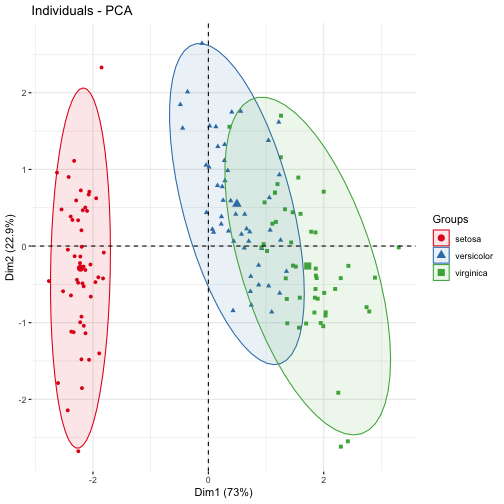 Individuals - PCA
Dim2 (22.9%)
2
1
0
-1
-2
-2
0
2
Dim1 (73%)
Groups
setosa
versicolor
virginica